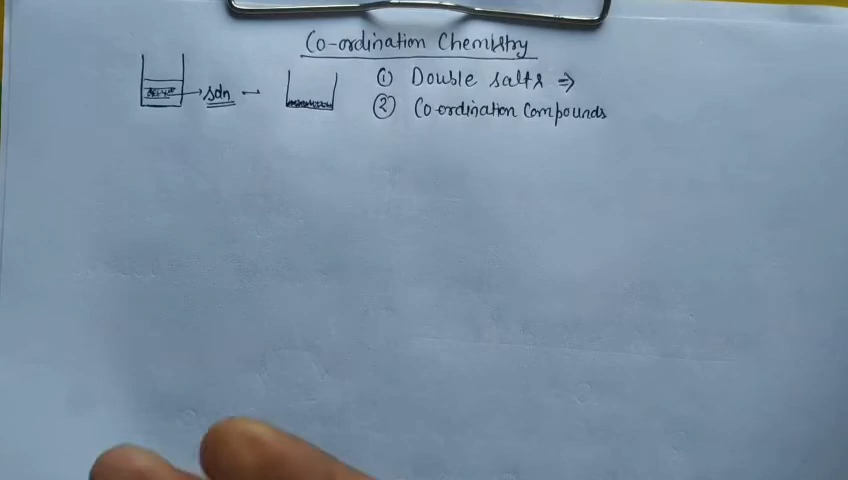 Co-ordination Chemistry
soln
① Double salts ⇒
② Co-ordination Compounds